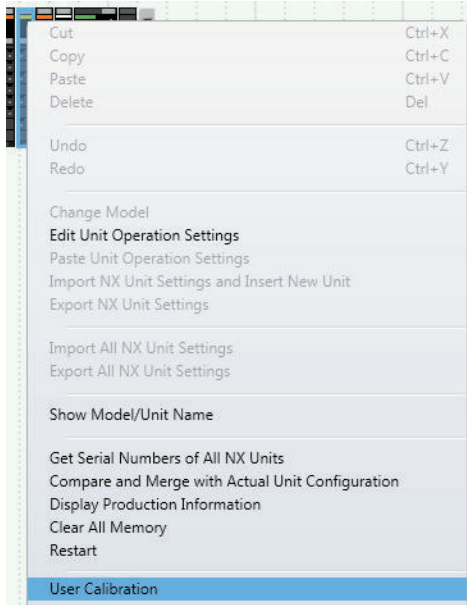 Cut Ctrl+X
Copy Ctrl+C
Paste Ctrl+V
Delete Del
Undo Ctrl+Z
Redo Ctrl+Y
Change Model
Edit Unit Operation Settings
Paste Unit Operation Settings
Import NX Unit Settings and Insert New Unit
Export NX Unit Settings
Import All NX Unit Settings
Export All NX Unit Settings
Show Model/Unit Name
Get Serial Numbers of All NX Units
Compare and Merge with Actual Unit Configuration
Display Production Information
Clear All Memory
Restart
User Calibration